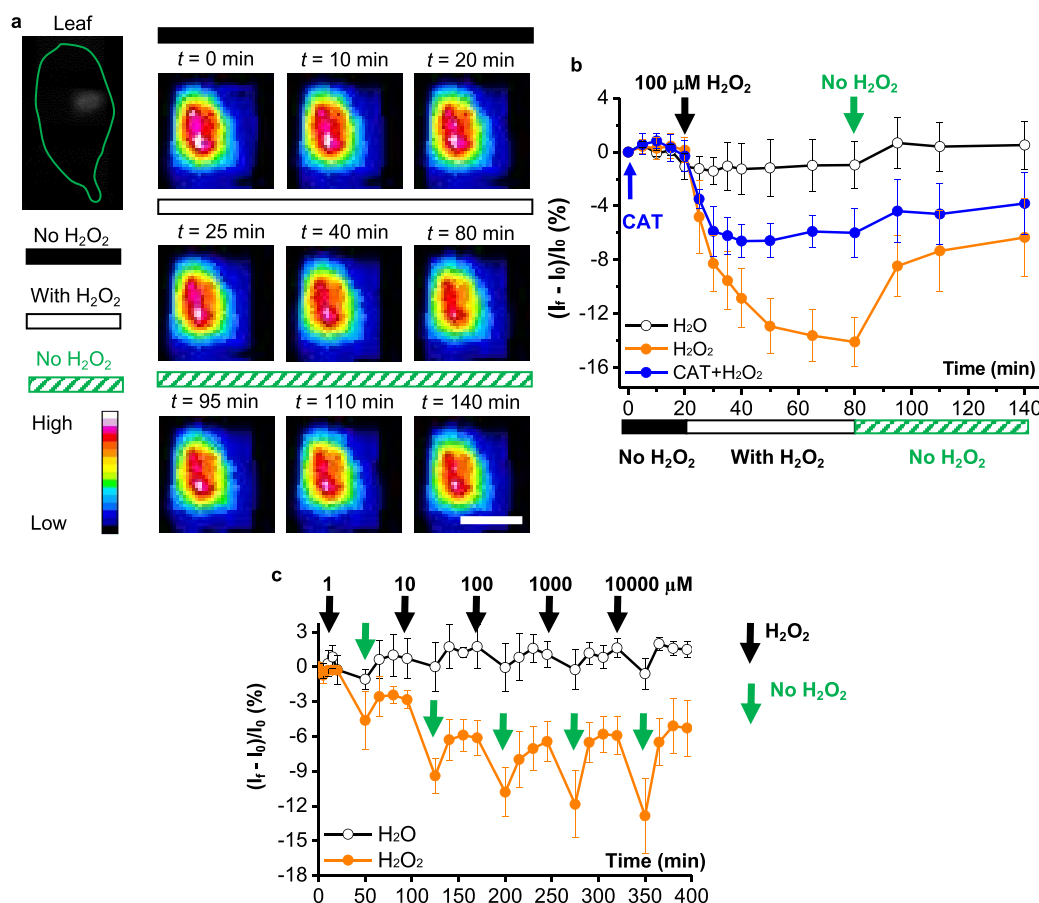 a
Leaf
No H₂O₂
With H₂O₂
No H₂O₂
High
Low
t = 0 min t = 10 min t = 20 min
t = 25 min t = 40 min t = 80 min
t = 95 min t = 110 min t = 140 min
b
100 μM H₂O₂
No H₂O₂
CAT
(I_f - I₀)/I₀ (%)
4
0
-4
-8
-12
-16
H₂O
H₂O₂
CAT+H₂O₂
Time (min)
0 20 40 60 80 100 120 140
No H₂O₂ With H₂O₂ No H₂O₂
c
1 10 100 1000 10000 μM
(I_f - I₀)/I₀ (%)
3
0
-3
-6
-9
-12
-15
-18
H₂O
H₂O₂
Time (min)
0 50 100 150 200 250 300 350 400
H₂O₂
No H₂O₂